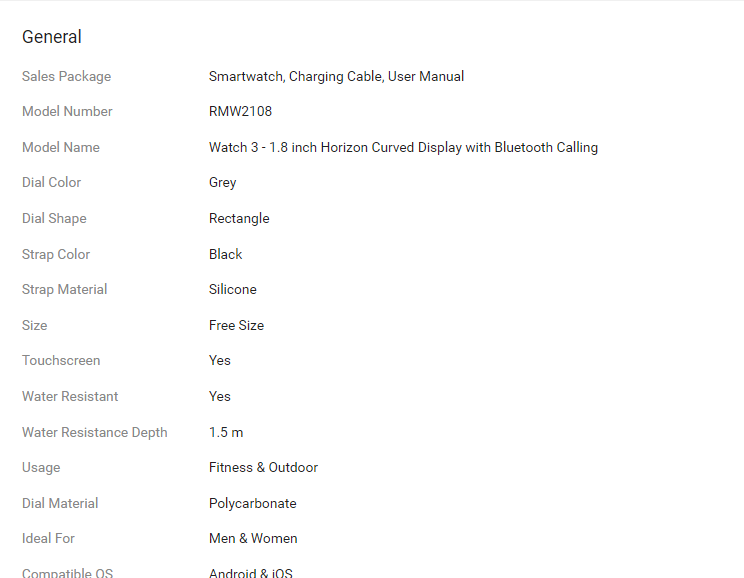 General
Sales Package Smartwatch, Charging Cable, User Manual
Model Number RMW2108
Model Name Watch 3 - 1.8 inch Horizon Curved Display with Bluetooth Calling
Dial Color Grey
Dial Shape Rectangle
Strap Color Black
Strap Material Silicone
Size Free Size
Touchscreen Yes
Water Resistant Yes
Water Resistance Depth 1.5 m
Usage Fitness & Outdoor
Dial Material Polycarbonate
Ideal For Men & Women
Compatible OS Android & iOS